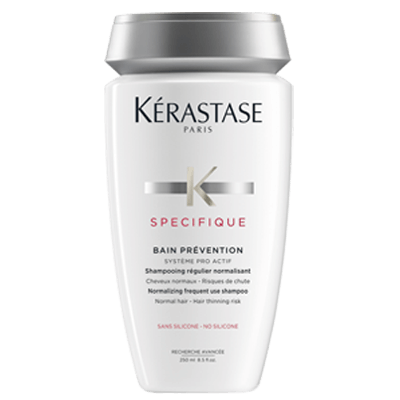 KÉRASTASE
PARIS
K
SPECIFIQUE
BAIN PRÉVENTION
SYSTÈME PRO ACTIF
Shampooing régulier normalisant
Cheveux normaux - Risques de chute
Normalizing frequent use shampoo
Normal hair - Hair thinning risk
SANS SILICONE - NO SILICONE
RECHERCHE AVANCÉE
250 ml 8.5 fl.oz